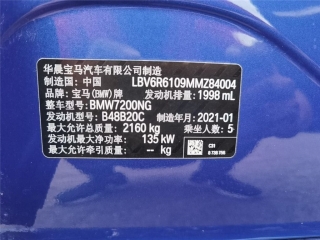 华晨宝马汽车有限公司制造
制造国：中国 LBV6R6109MMZ84004
品牌：宝马(BMW)牌 发动机排量：1998 mL
整车型号：BMW7200NG
发动机型号：B48B20C 制造年月：2021-01
最大允许总质量：2160 kg 乘坐人数：5
发动机最大净功率：135 kW
最大允许牵引质量：-- kg